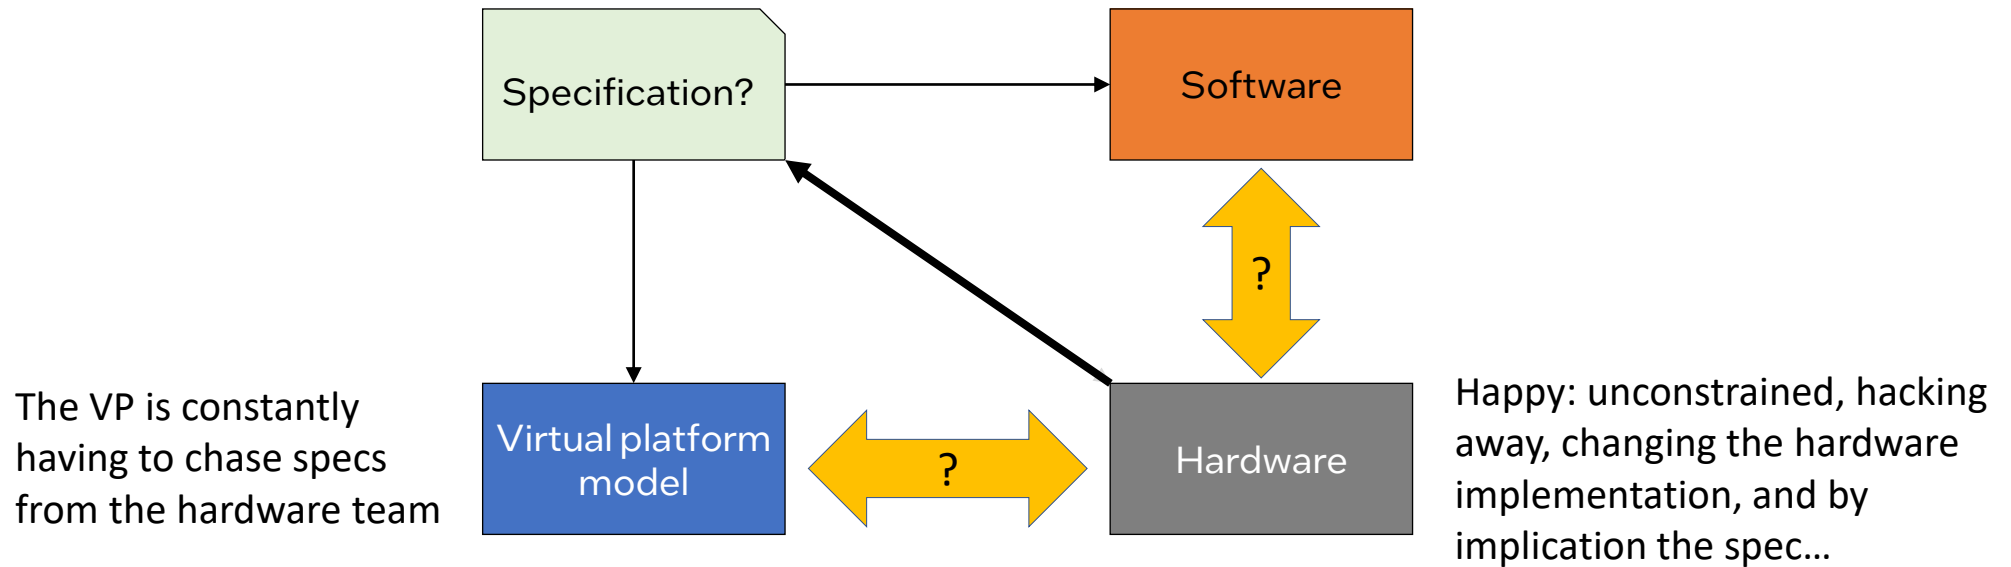 Specification?
Software
?
The VP is constantly
having to chase specs
from the hardware team
Virtual platform
model
?
Hardware
Happy: unconstrained, hacking
away, changing the hardware
implementation, and by
implication the spec…